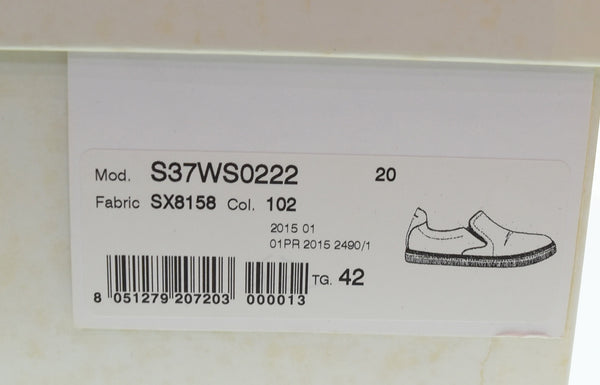 Mod. S37WS0222 20
Fabric SX8158 Col. 102
2015 01
01PR 2015 2490/1
TG. 42
8 051279 207203 000013